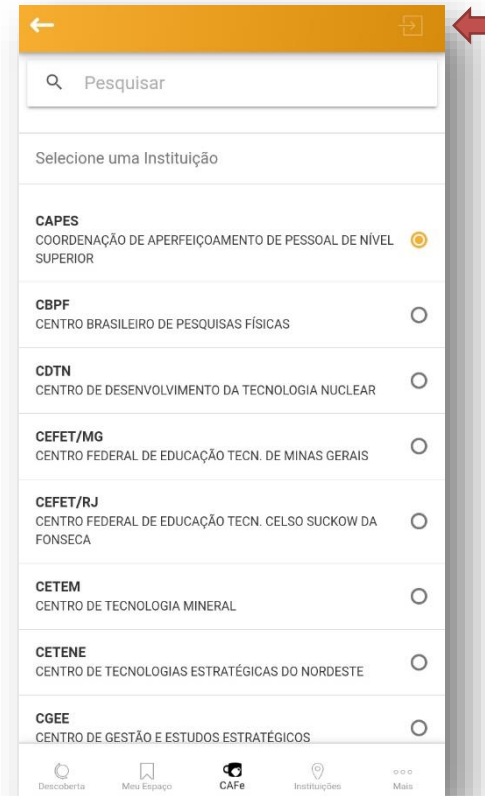 Pesquisar
Selecione uma Instituição
CAPES
COORDENAÇÃO DE APERFEIÇOAMENTO DE PESSOAL DE NÍVEL
SUPERIOR
CBPF
CENTRO BRASILEIRO DE PESQUISAS FÍSICAS
CDTN
CENTRO DE DESENVOLVIMENTO DA TECNOLOGIA NUCLEAR
CEFET/MG
CENTRO FEDERAL DE EDUCAÇÃO TECN. DE MINAS GERAIS
CEFET/RJ
CENTRO FEDERAL DE EDUCAÇÃO TECN. CELSO SUCKOW DA
FONSECA
CETEM
CENTRO DE TECNOLOGIA MINERAL
CETENE
CENTRO DE TECNOLOGIAS ESTRATÉGICAS DO NORDESTE
CGEE
CENTRO DE GESTÃO E ESTUDOS ESTRATÉGICOS
Descoberta Meu Espaço CAFe Instituições Mais